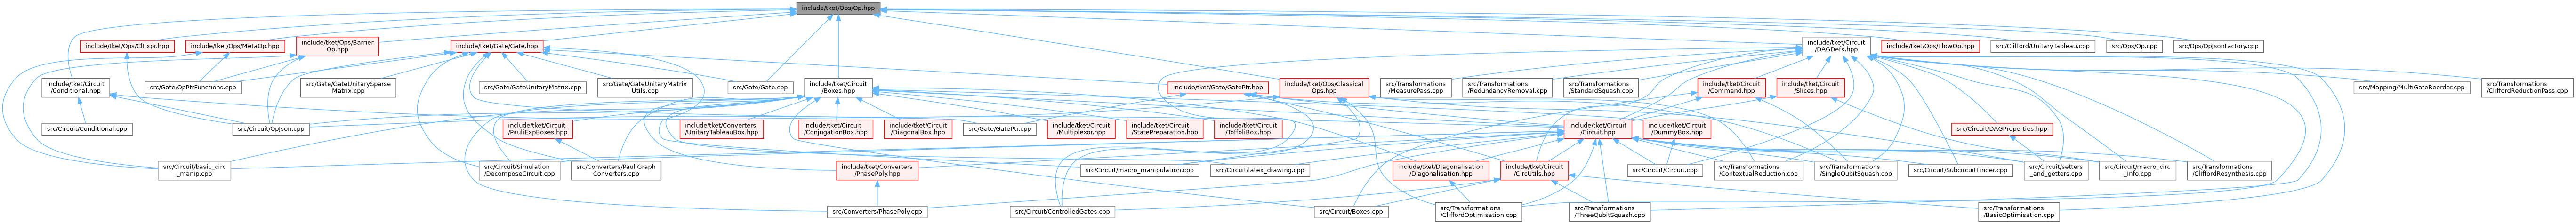 include/tket/Ops/Op.hpp
include/tket/Ops/ClExpr.hpp
include/tket/Ops/MetaOp.hpp
include/tket/Ops/Barrier
Op.hpp
include/tket/Gate/Gate.hpp
include/tket/Circuit
/DAGDefs.hpp
include/tket/Ops/FlowOp.hpp
src/Clifford/UnitaryTableau.cpp
src/Ops/Op.cpp
src/Ops/OpJsonFactory.cpp
include/tket/Circuit
/Conditional.hpp
src/Gate/OpPtrFunctions.cpp
src/Gate/GateUnitarySparse
Matrix.cpp
src/Gate/GateUnitaryMatrix.cpp
src/Gate/GateUnitaryMatrix
Utils.cpp
src/Gate/Gate.cpp
include/tket/Circuit
/Boxes.hpp
include/tket/Gate/GatePtr.hpp
include/tket/Ops/Classical
Ops.hpp
src/Transformations
/MeasurePass.cpp
src/Transformations
/RedundancyRemoval.cpp
src/Transformations
/StandardSquash.cpp
include/tket/Circuit
/Command.hpp
include/tket/Circuit
/Slices.hpp
src/Mapping/MultiGateReorder.cpp
src/Transformations
/CliffordReductionPass.cpp
src/Circuit/Conditional.cpp
src/Circuit/OpJson.cpp
include/tket/Circuit
/PauliExpBoxes.hpp
include/tket/Converters
/UnitaryTableauBox.hpp
include/tket/Circuit
/ConjugationBox.hpp
include/tket/Circuit
/DiagonalBox.hpp
src/Gate/GatePtr.cpp
include/tket/Circuit
/Multiplexor.hpp
include/tket/Circuit
/StatePreparation.hpp
include/tket/Circuit
/ToffoliBox.hpp
include/tket/Circuit
/Circuit.hpp
include/tket/Circuit
/DummyBox.hpp
src/Circuit/DAGProperties.hpp
src/Circuit/basic_circ
_manip.cpp
src/Circuit/Simulation
/DecomposeCircuit.cpp
src/Converters/PauliGraph
Converters.cpp
include/tket/Converters
/PhasePoly.hpp
src/Circuit/macro_manipulation.cpp
src/Circuit/latex_drawing.cpp
include/tket/Diagonalisation
/Diagonalisation.hpp
include/tket/Circuit
/CircUtils.hpp
src/Circuit/Circuit.cpp
src/Transformations
/ContextualReduction.cpp
src/Transformations
/SingleQubitSquash.cpp
src/Circuit/SubcircuitFinder.cpp
src/Circuit/setters
_and_getters.cpp
src/Circuit/macro_circ
_info.cpp
src/Transformations
/CliffordResynthesis.cpp
src/Converters/PhasePoly.cpp
src/Circuit/ControlledGates.cpp
src/Circuit/Boxes.cpp
src/Transformations
/CliffordOptimisation.cpp
src/Transformations
/ThreeQubitSquash.cpp
src/Transformations
/BasicOptimisation.cpp